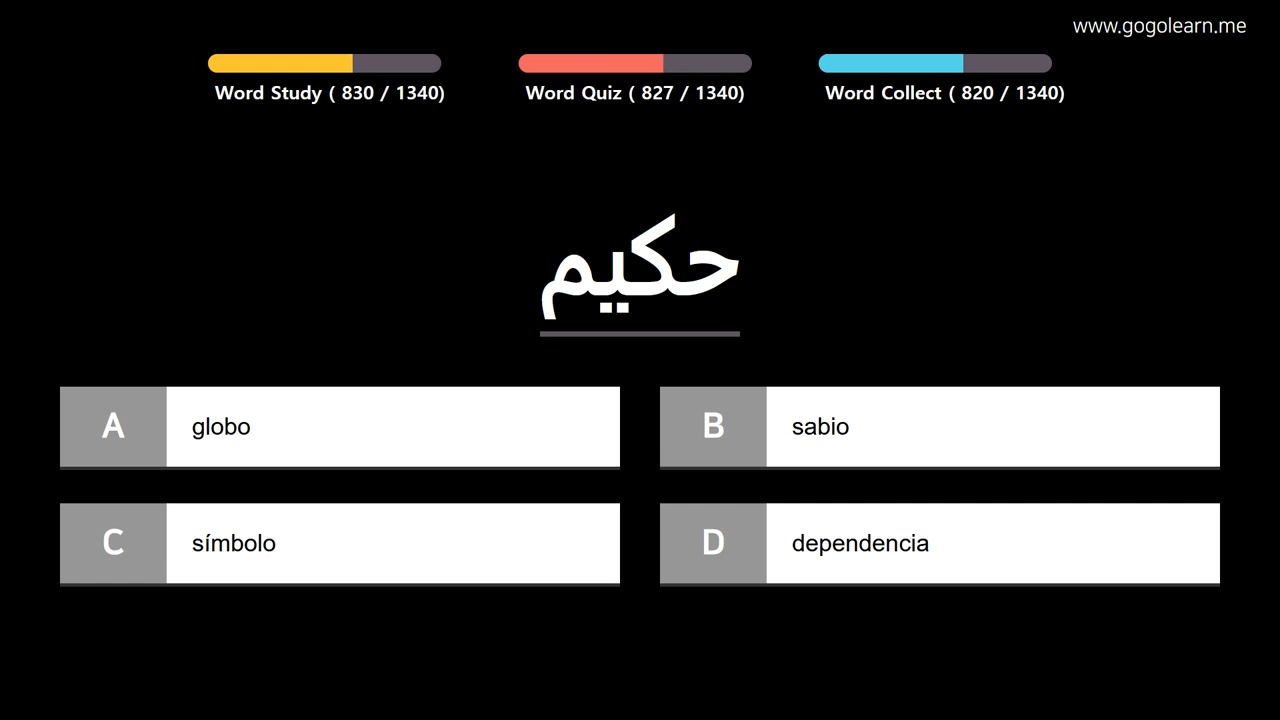 www.gogolearn.me
Word Study ( 830 / 1340)
Word Quiz ( 827 / 1340)
Word Collect ( 820 / 1340)
حكيم
A globo
B sabio
C símbolo
D dependencia